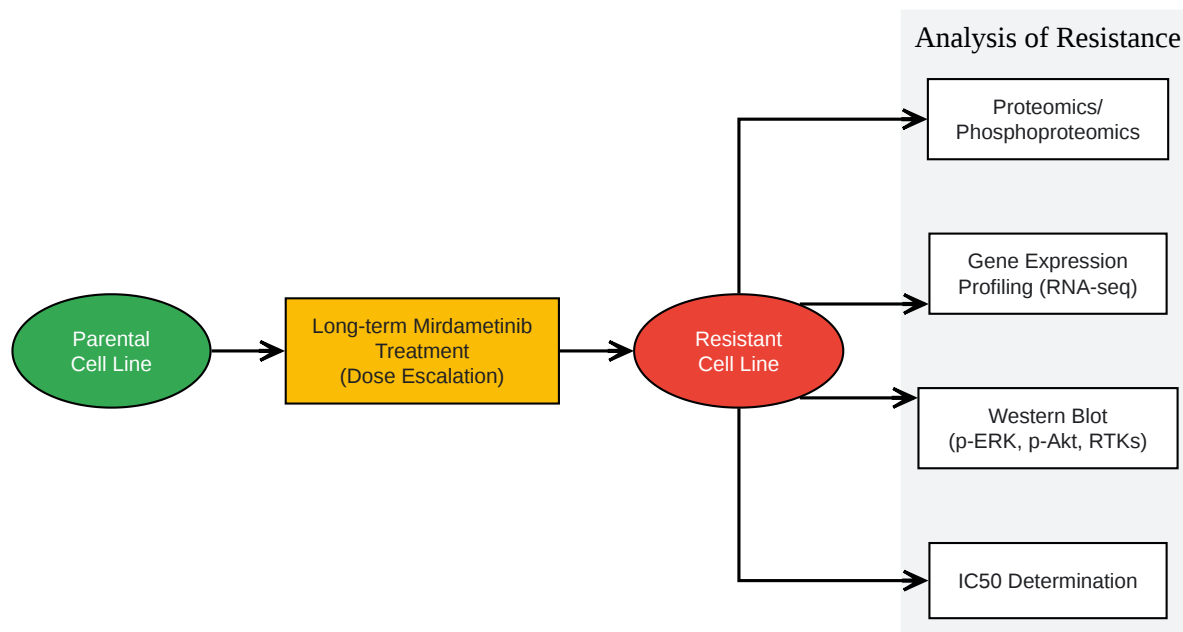 Analysis of Resistance
Proteomics/
Phosphoproteomics
Gene Expression
Profiling (RNA-seq)
Parental
Cell Line
Long-term Mirdametinib
Treatment
(Dose Escalation)
Resistant
Cell Line
Western Blot
(p-ERK, p-Akt, RTKs)
IC50 Determination